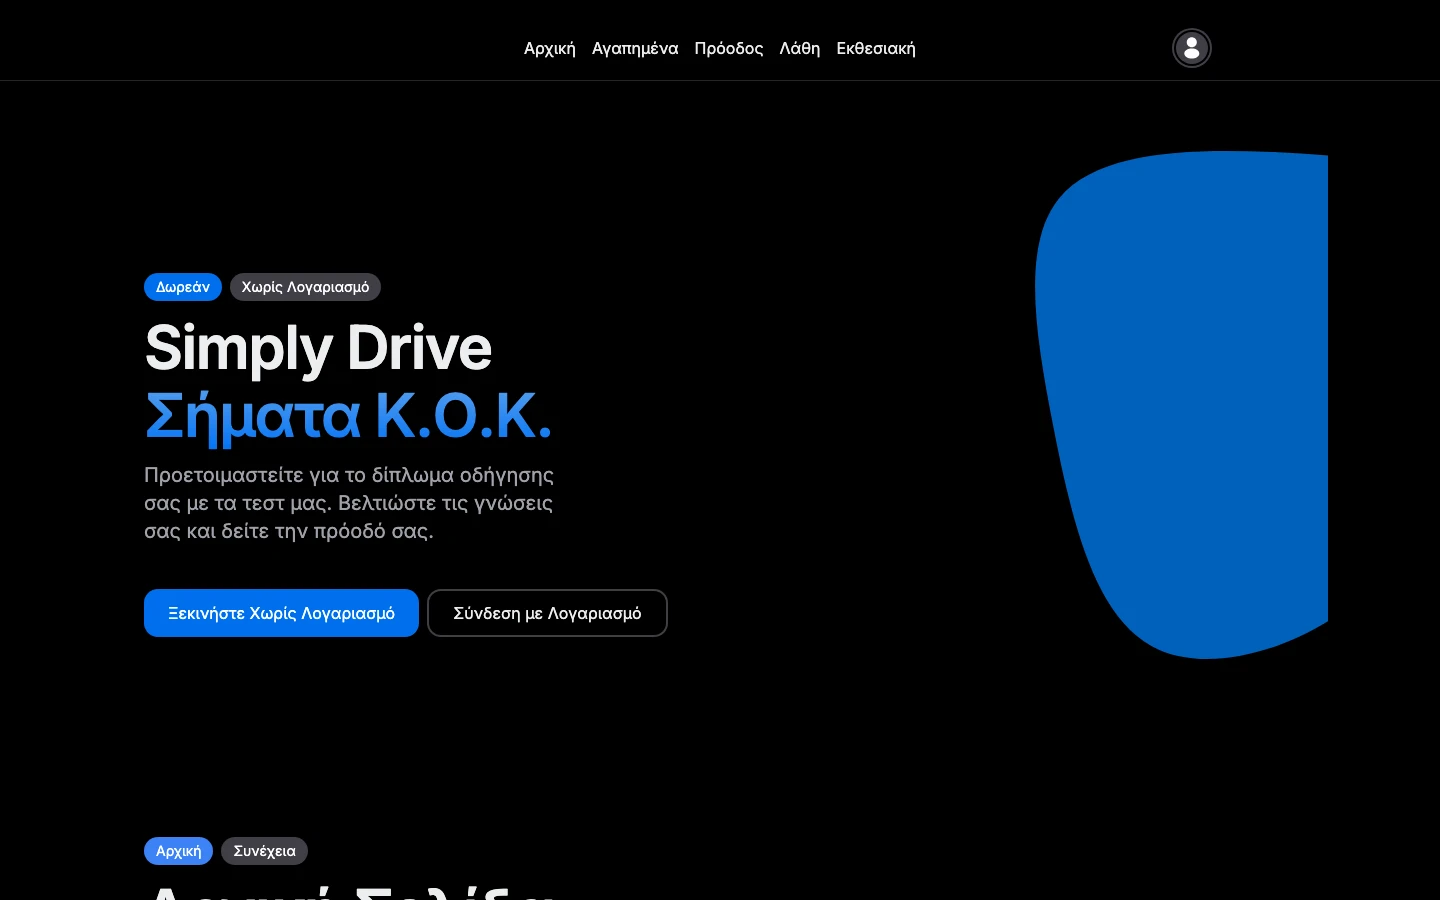 Αρχική Αγαπημένα Πρόοδος Λάθη Εκθεσιακή
Δωρεάν Χωρίς Λογαριασμό
Simply Drive
Σήματα Κ.Ο.Κ.
Προετοιμαστείτε για το δίπλωμα οδήγησης
σας με τα τεστ μας. Βελτιώστε τις γνώσεις
σας και δείτε την πρόοδό σας.
Ξεκινήστε Χωρίς Λογαριασμό Σύνδεση με Λογαριασμό
Αρχική Συνέχεια
Αρχική Σελίδα